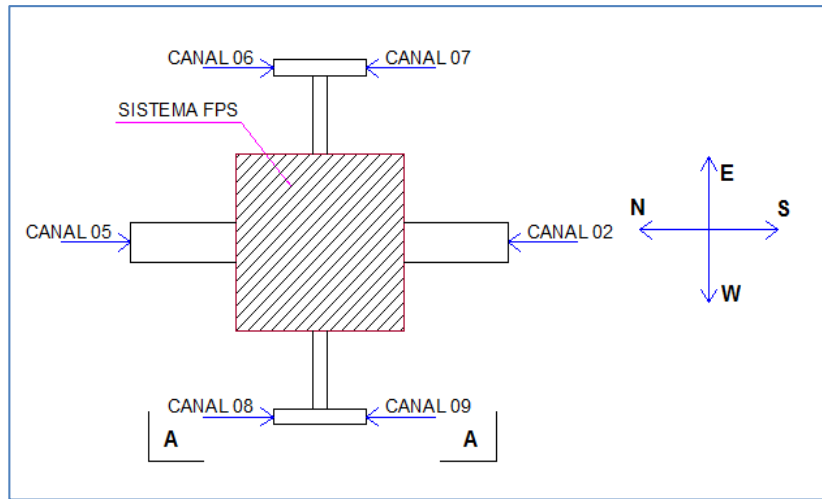 CANAL 06
CANAL 07
SISTEMA FPS
E
N
S
CANAL 05
CANAL 02
W
CANAL 08
CANAL 09
A
A